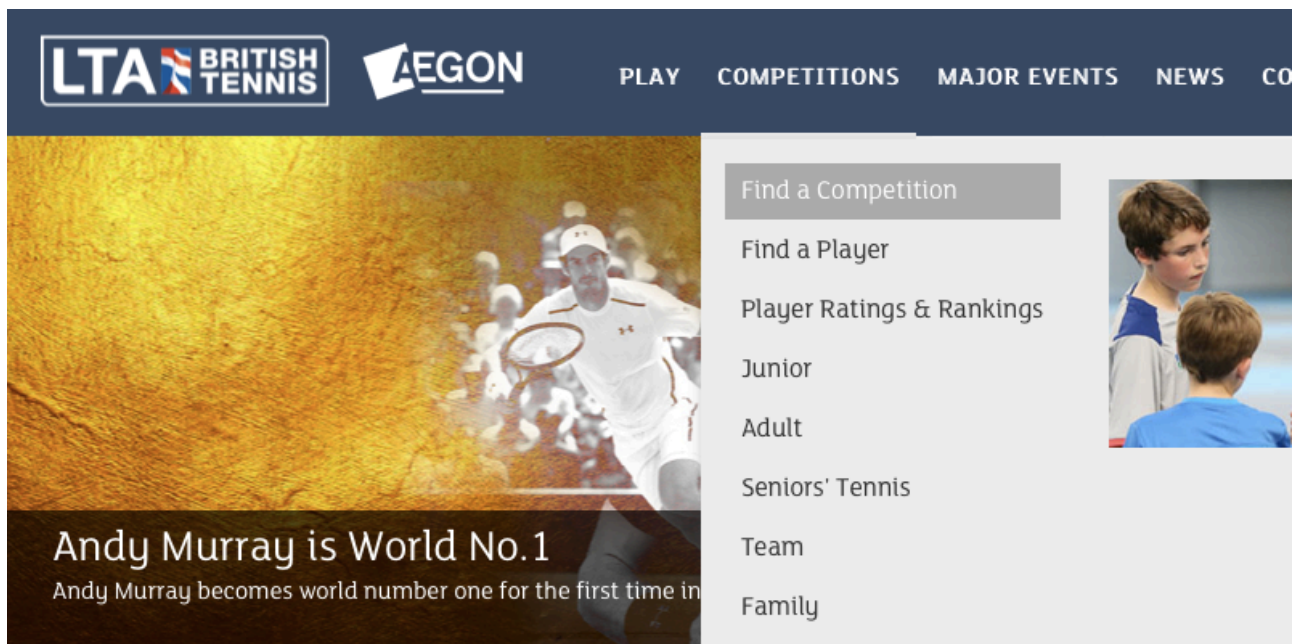 LTA BRITISH TENNIS
AEGON
PLAY COMPETITIONS MAJOR EVENTS NEWS CO
Find a Competition
Find a Player
Player Ratings & Rankings
Junior
Adult
Seniors' Tennis
Team
Family
Andy Murray is World No.1
Andy Murray becomes world number one for the first time in